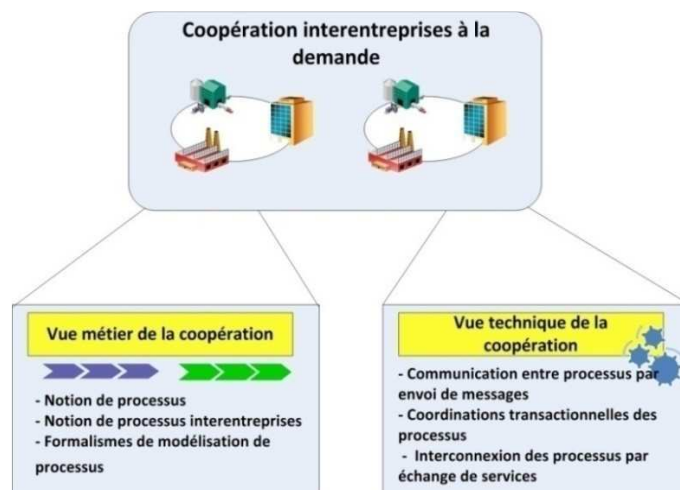 Coopération interentreprises à la
demande
Vue métier de la coopération
- Notion de processus
- Notion de processus interentreprises
- Formalismes de modélisation de
processus
Vue technique de la
coopération
- Communication entre processus par
envoi de messages
- Coordinations transactionnelles des
processus
- Interconnexion des processus par
échange de services